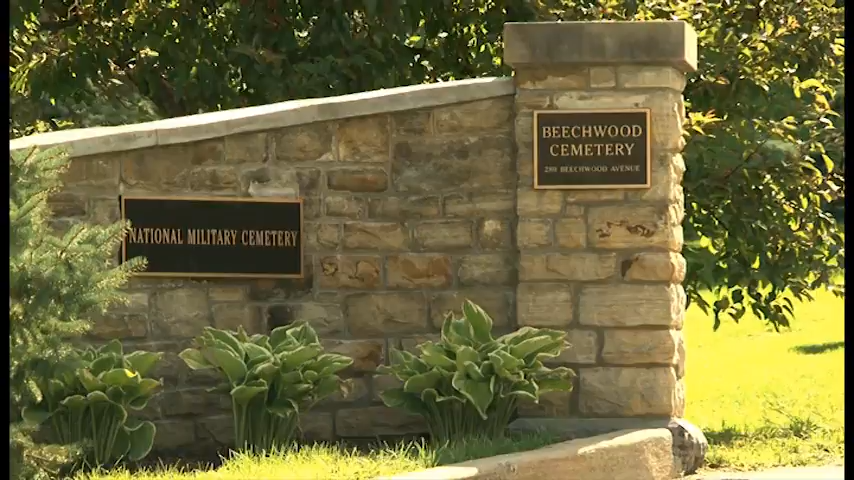 NATIONAL MILITARY CEMETERY
BEECHWOOD
CEMETERY
280 BEECHWOOD AVENUE